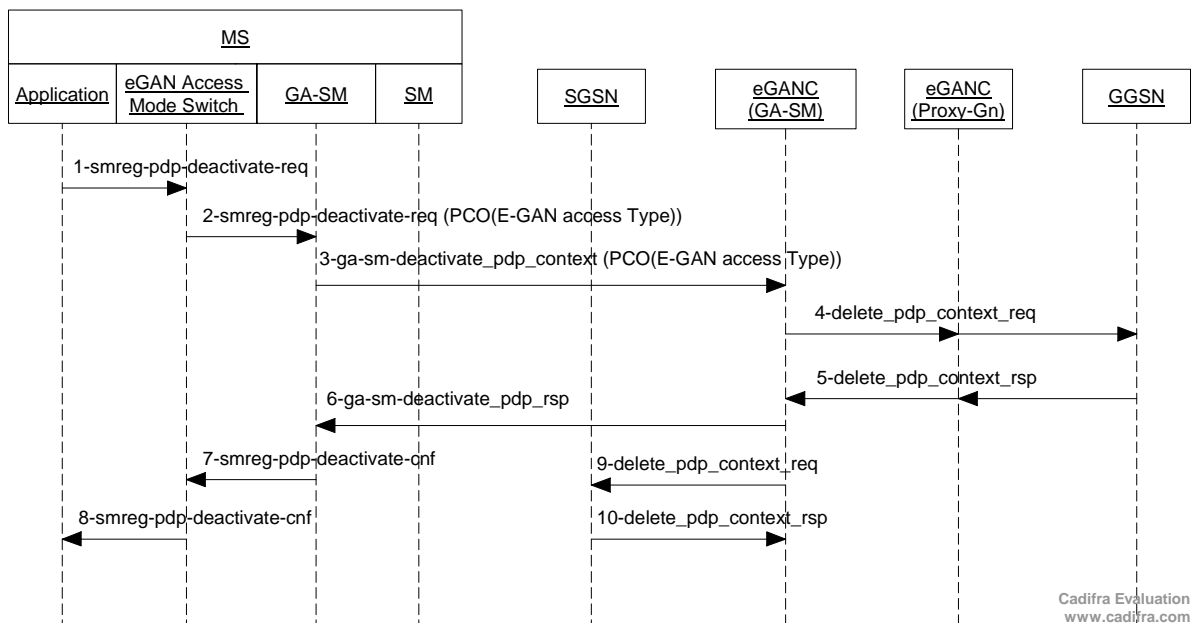 MS
Application
eGAN Access
Mode Switch
GA-SM
SM
SGSN
eGANC
(GA-SM)
eGANC
(Proxy-Gn)
GGSN
1-smreg-pdp-deactivate-req
2-smreg-pdp-deactivate-req (PCO(E-GAN access Type))
3-ga-sm-deactivate_pdp_context (PCO(E-GAN access Type))
4-delete_pdp_context_req
5-delete_pdp_context_rsp
6-ga-sm-deactivate_pdp_rsp
7-smreg-pdp-deactivate-cnf
9-delete_pdp_context_req
8-smreg-pdp-deactivate-cnf
10-delete_pdp_context_rsp
Cadifra Evaluation
www.cadifra.com